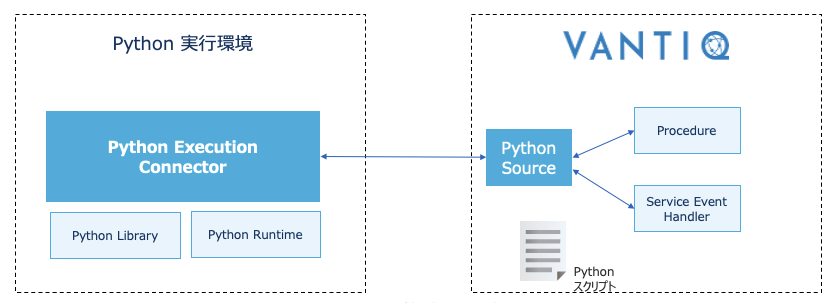 Python 実行環境
VANTIQ
Python Execution
Connector
Python Library
Python Runtime
Python
Source
Procedure
Service Event
Handler
Python
スクリプト